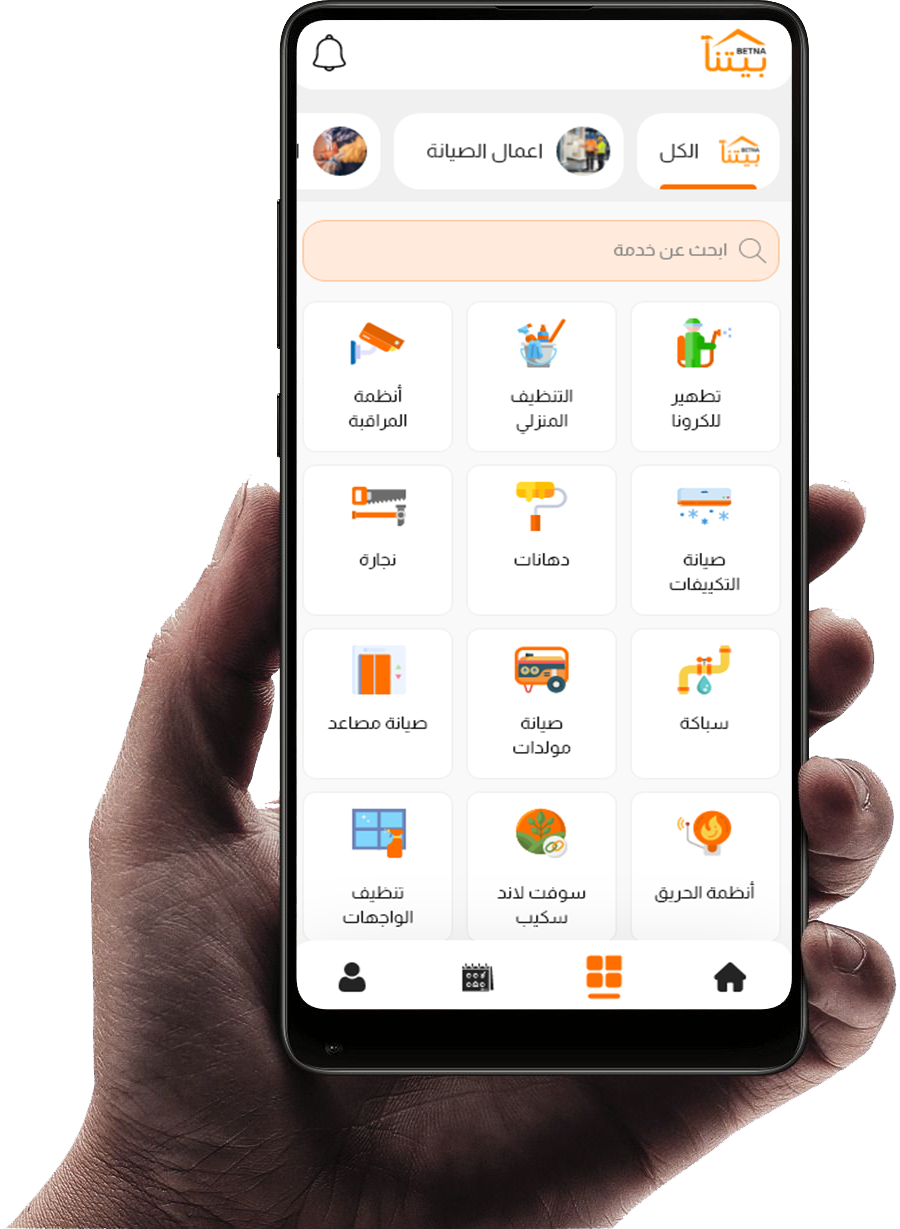 BETNA
بيتنا
BETNA
بيتنا
الكل
اعمال الصيانة
ابحث عن خدمة
تطهير
للكرونا
التنظيف
المنزلي
أنظمة
المراقبة
صيانة
التكييفات
دهانات
نجارة
سباكة
صيانة
مولدات
صيانة مصاعد
أنظمة الحريق
سوفت لاند
سكيب
تنظيف
الواجهات